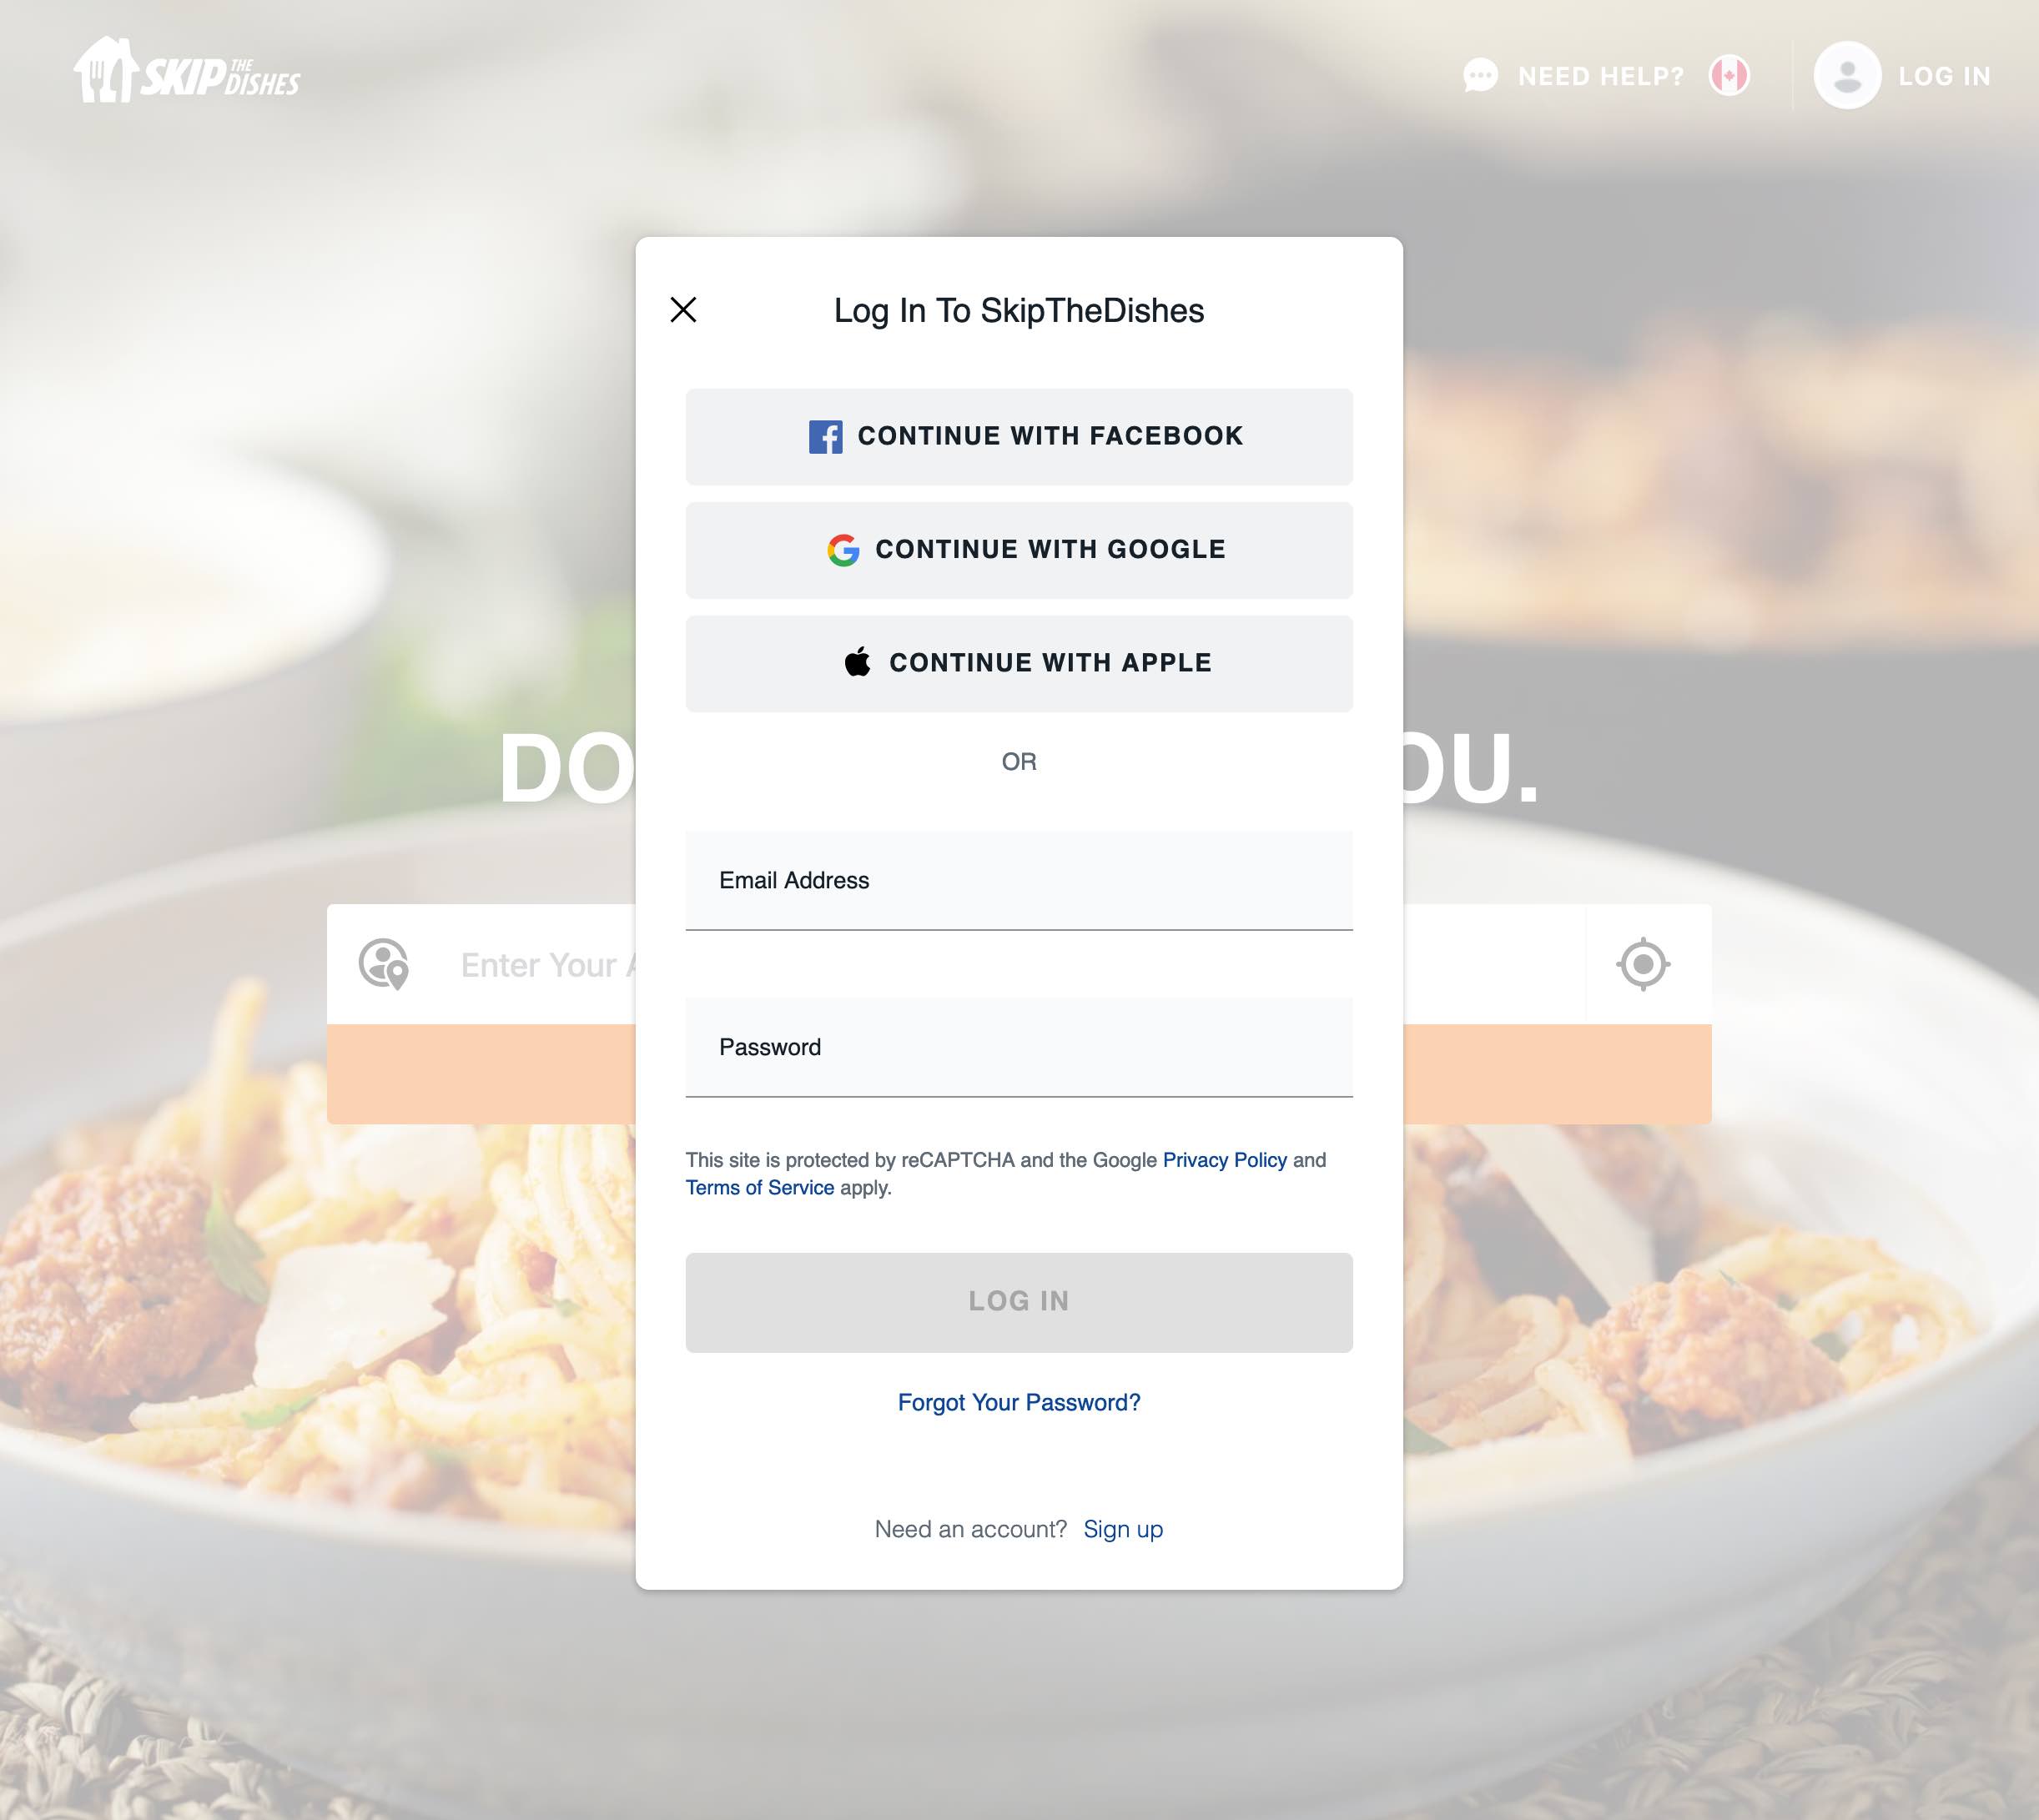 SKIP THE DISHES
NEED HELP?
LOG IN
Log In To SkipTheDishes
CONTINUE WITH FACEBOOK
CONTINUE WITH GOOGLE
CONTINUE WITH APPLE
OR
DO OU.
Email Address
Enter Your A
Password
This site is protected by reCAPTCHA and the Google Privacy Policy and
Terms of Service apply.
LOG IN
Forgot Your Password?
Need an account? Sign up